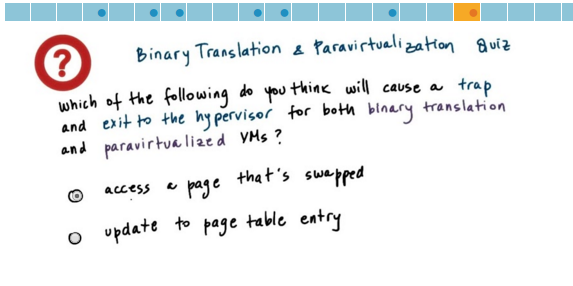 ?
Binary Translation & Paravirtualization Quiz
which of the following do you think will cause a trap
and exit to the hypervisor for both binary translation
and paravirtualized VMs ?
access a page that's swapped
update to page table entry